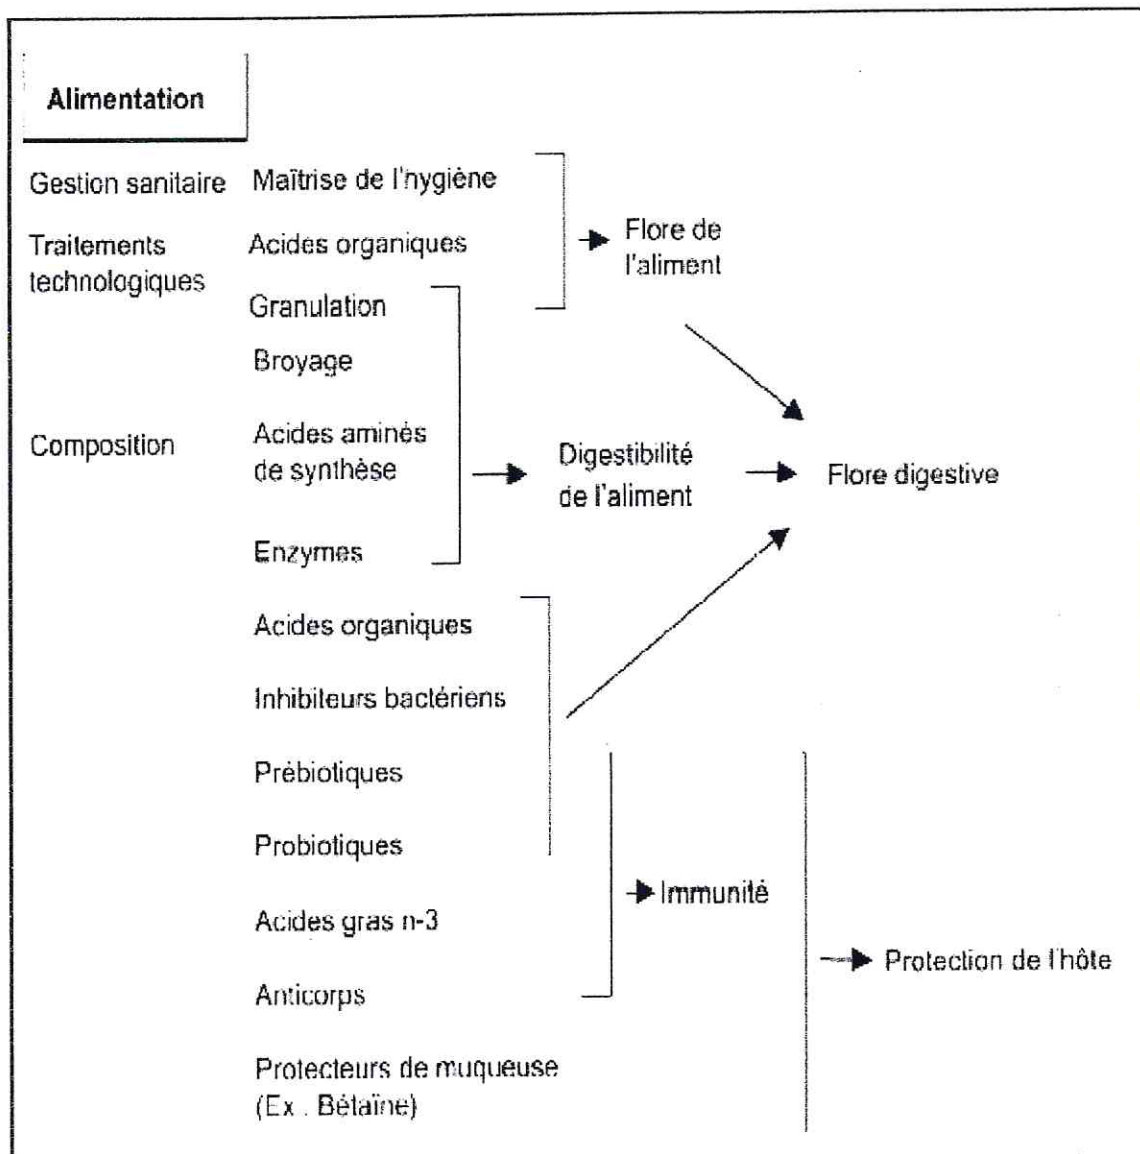 Alimentation
Gestion sanitaire
Maîtrise de l'hygiène
Traitements
technologiques
Acides organiques
Granulation
Broyage
Flore de
l'aliment
Composition
Acides aminés
de synthèse
Enzymes
Digestibilité
de l'aliment
Flore digestive
Acides organiques
Inhibiteurs bactériens
Prébiotiques
Probiotiques
Acides gras n-3
Anticorps
Immunité
Protection de l'hôte
Protecteurs de muqueuse
(Ex . Bétaïne)